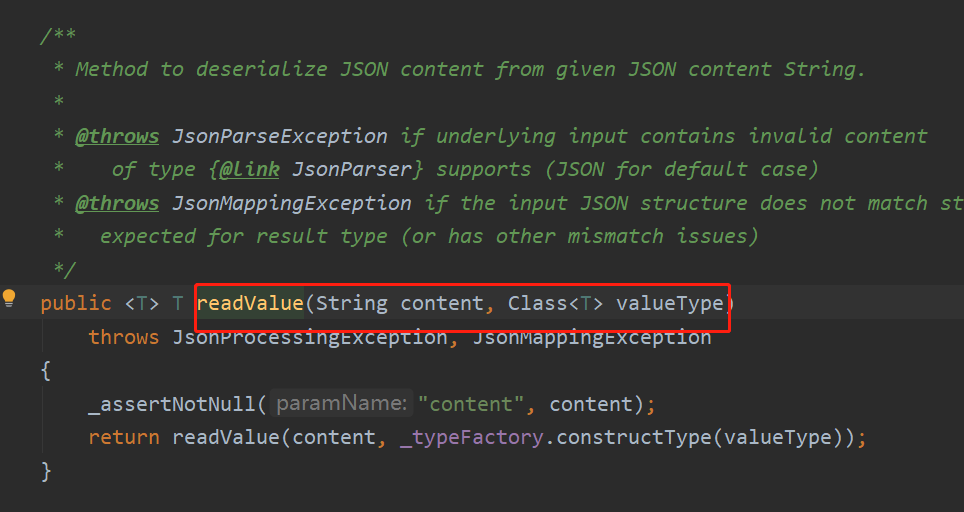 /**
 * Method to deserialize JSON content from given JSON content String.
 *
 * @throws JsonParseException if underlying input contains invalid content
 *    of type {@link JsonParser} supports (JSON for default case)
 * @throws JsonMappingException if the input JSON structure does not match st
 *   expected for result type (or has other mismatch issues)
 */
public <T> T readValue(String content, Class<T> valueType)
    throws JsonProcessingException, JsonMappingException
{
    _assertNotNull( paramName: "content", content);
    return readValue(content, _typeFactory.constructType(valueType));
}